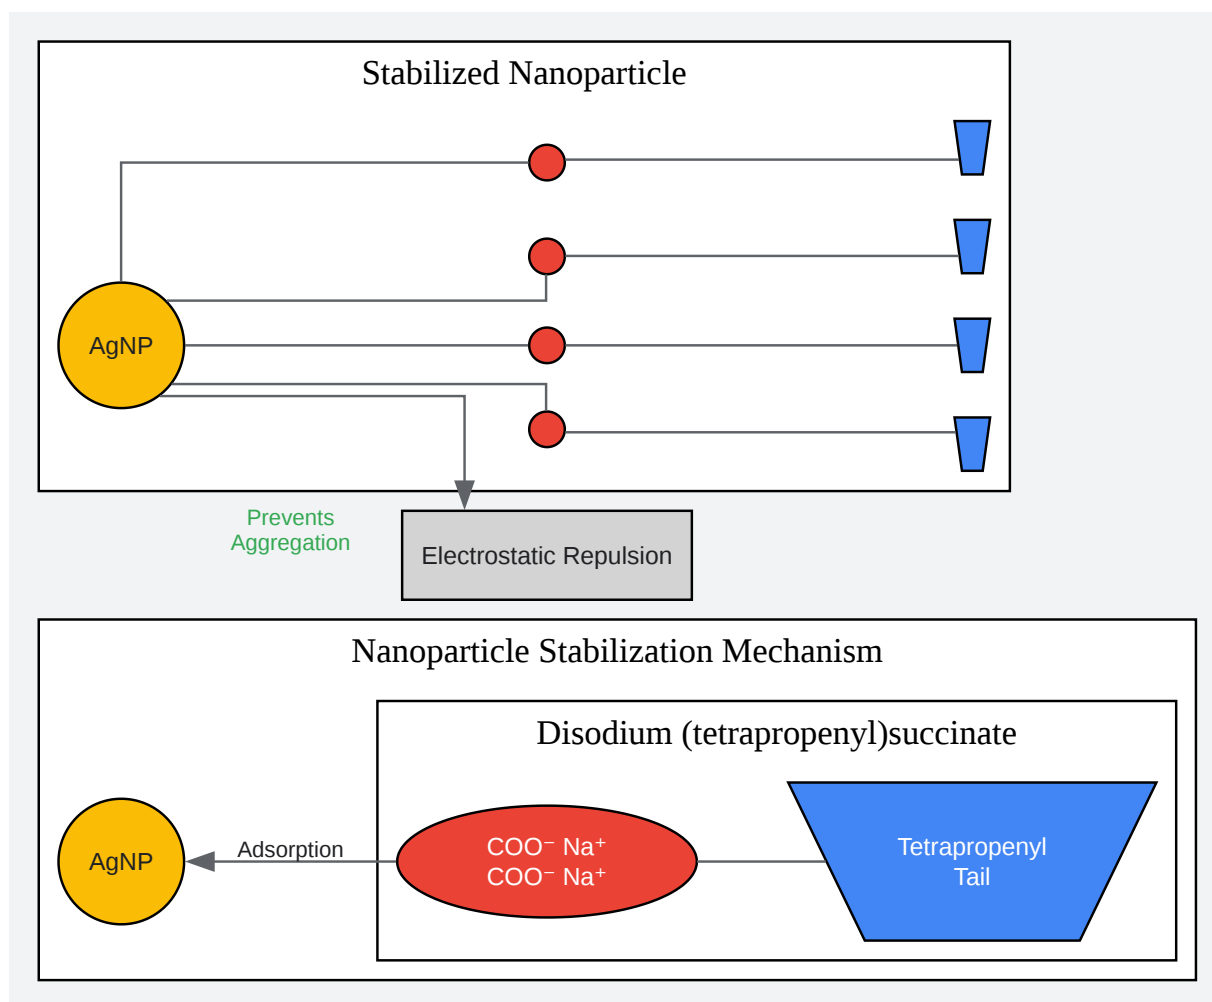 Stabilized Nanoparticle
AgNP
Prevents
Aggregation
Electrostatic Repulsion
Nanoparticle Stabilization Mechanism
Disodium (tetrapropenyl)succinate
AgNP
Adsorption
COO⁻ Na⁺
COO⁻ Na⁺
Tetrapropenyl
Tail